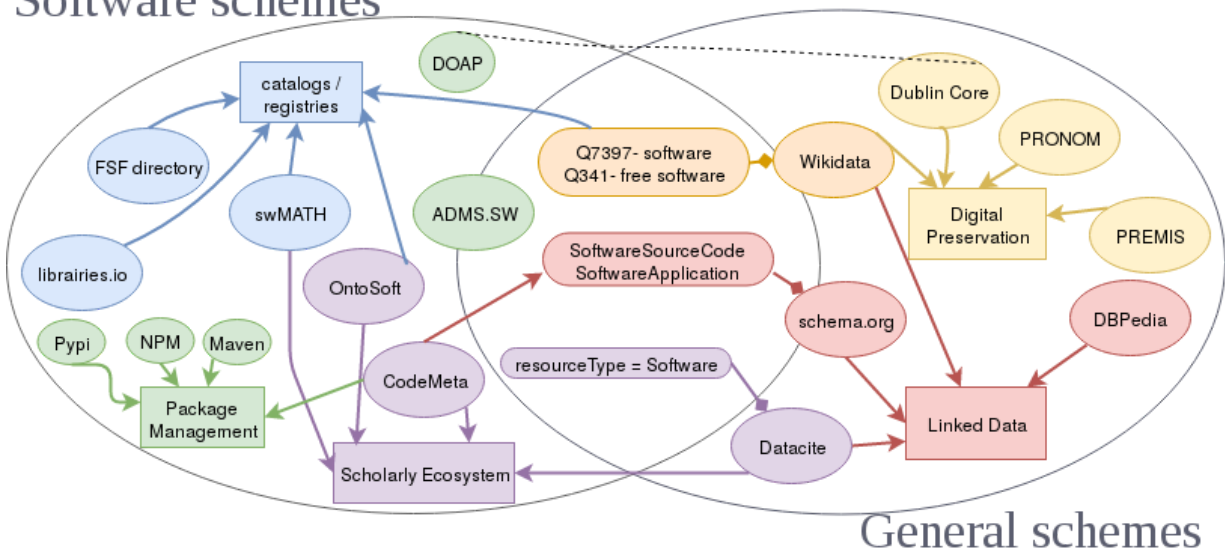 Software schemes
DOAP
catalogs /
registries
Dublin Core
PRONOM
FSF directory
Q7397- software
Q341- free software
Wikidata
swMATH
ADMS.SW
Digital
Preservation
PREMIS
librairies.io
OntoSoft
SoftwareSourceCode
SoftwareApplication
schema.org
DBPedia
Pypi
NPM
Maven
CodeMeta
resourceType = Software
Package
Management
Linked Data
Datacite
Scholarly Ecosystem
General schemes